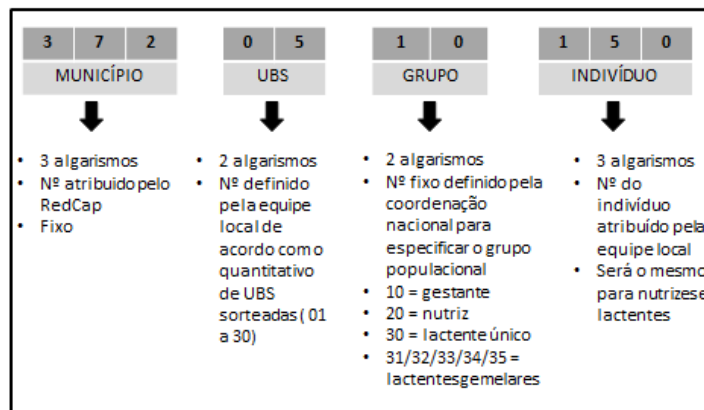 3 7 2
MUNICÍPIO
• 3 algarismos
• Nº atribuido pelo
RedCap
• Fixo
0 5
UBS
• 2 algarismos
• Nº definido
pela equipe
local de
acordo com o
quantitativo
de UBS
sorteadas ( 01
a 30)
1 0
GRUPO
• 2 algarismos
• Nº fixo definido pela
coordenação
nacional para
especificar o grupo
populacional
• 10 = gestante
• 20 = nutriz
• 30 = lactente único
• 31/32/33/34/35 =
lactentesgemelares
1 5 0
INDIVÍDUO
• 3 algarismos
• Nº do
indivíduo
atribuído pela
equipe local
• Será o mesmo
para nutrizese
lactentes